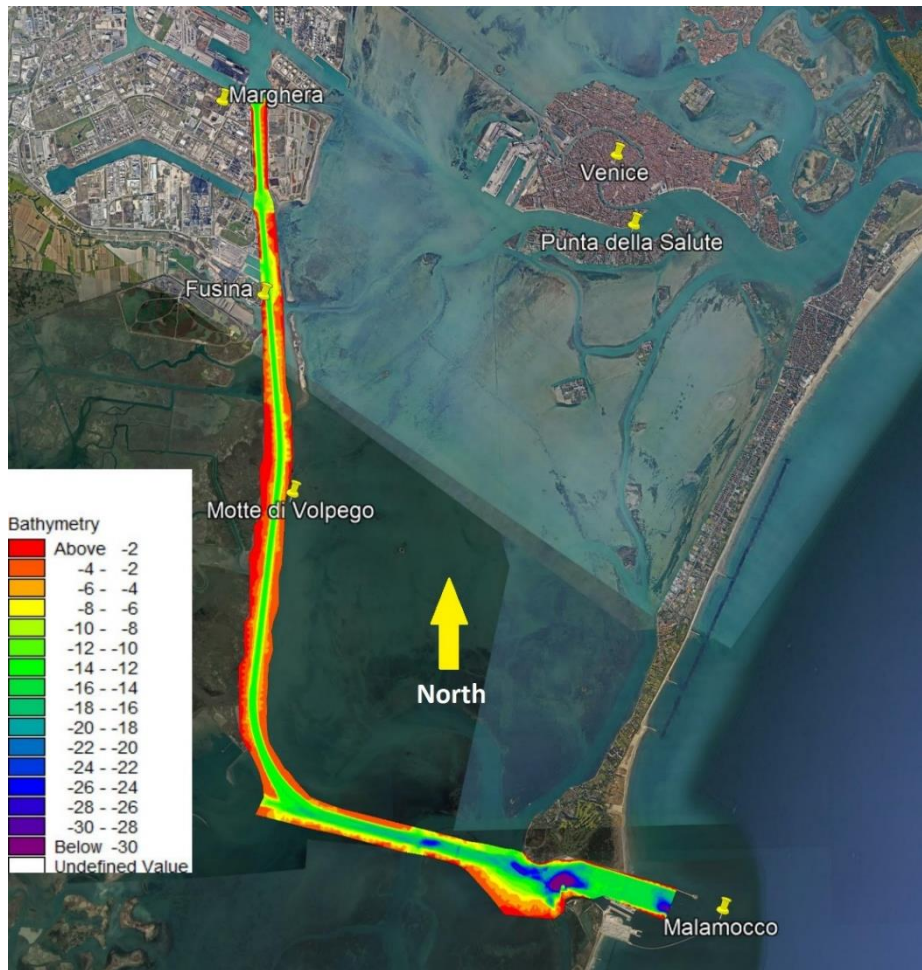 Marghera
Venice
Punta della Salute
Fusina
Motte di Volpego
North
Malamocco
Bathymetry
Above -2
-4 - -2
-6 - -4
-8 - -6
-10 - -8
-12 - -10
-14 - -12
-16 - -14
-18 - -16
-20 - -18
-22 - -20
-24 - -22
-26 - -24
-28 - -26
-30 - -28
Below -30
Undefined Value